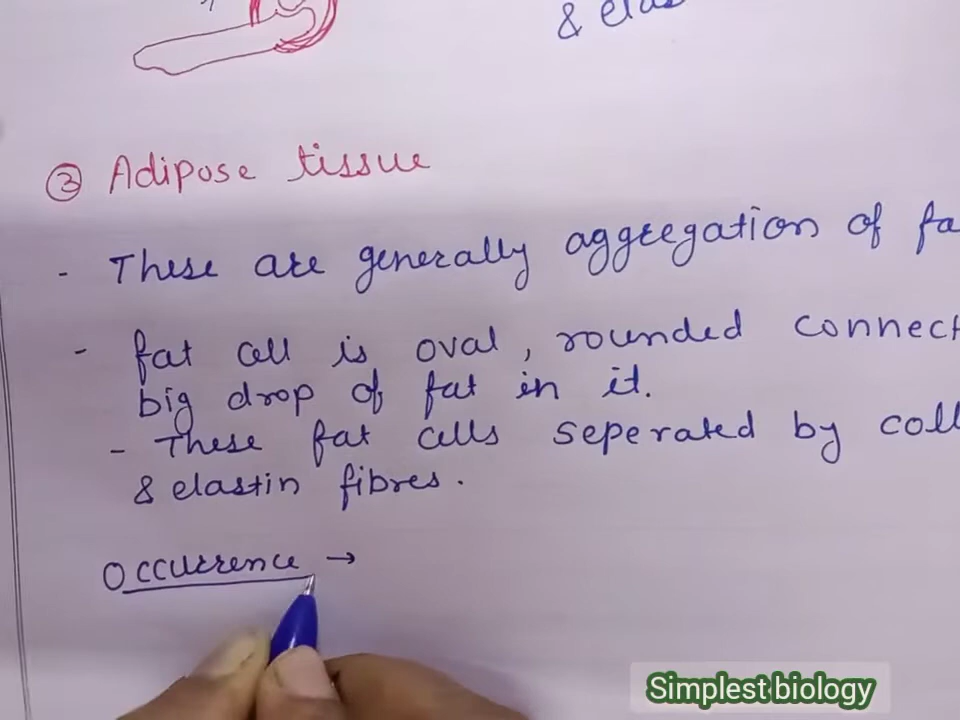 &
③ Adipose tissue
- These are generally aggregation of fa
- fat cell is oval, rounded connect
big drop of fat in it.
- These fat cells seperated by coll
& elastin fibres.
Occurrence →
Simplest biology